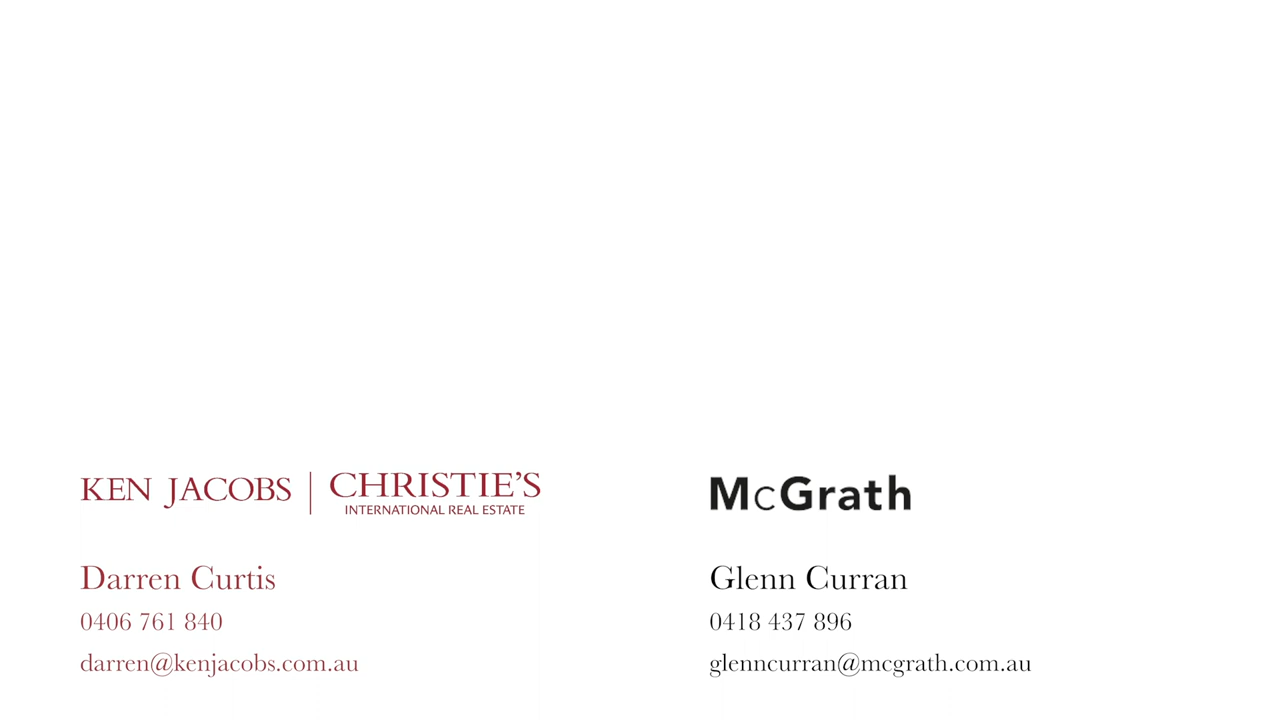 KEN JACOBS | CHRISTIE'S
INTERNATIONAL REAL ESTATE
Darren Curtis
0406 761 840
darren@kenjacobs.com.au
McGrath
Glenn Curran
0418 437 896
glenncurran@mcgrath.com.au